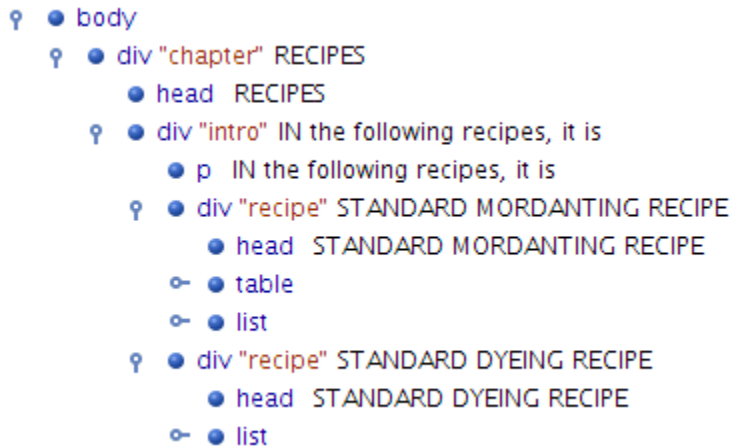 body
div "chapter" RECIPES
head RECIPES
div "intro" IN the following recipes, it is
p IN the following recipes, it is
div "recipe" STANDARD MORDANTING RECIPE
head STANDARD MORDANTING RECIPE
table
list
div "recipe" STANDARD DYEING RECIPE
head STANDARD DYEING RECIPE
list